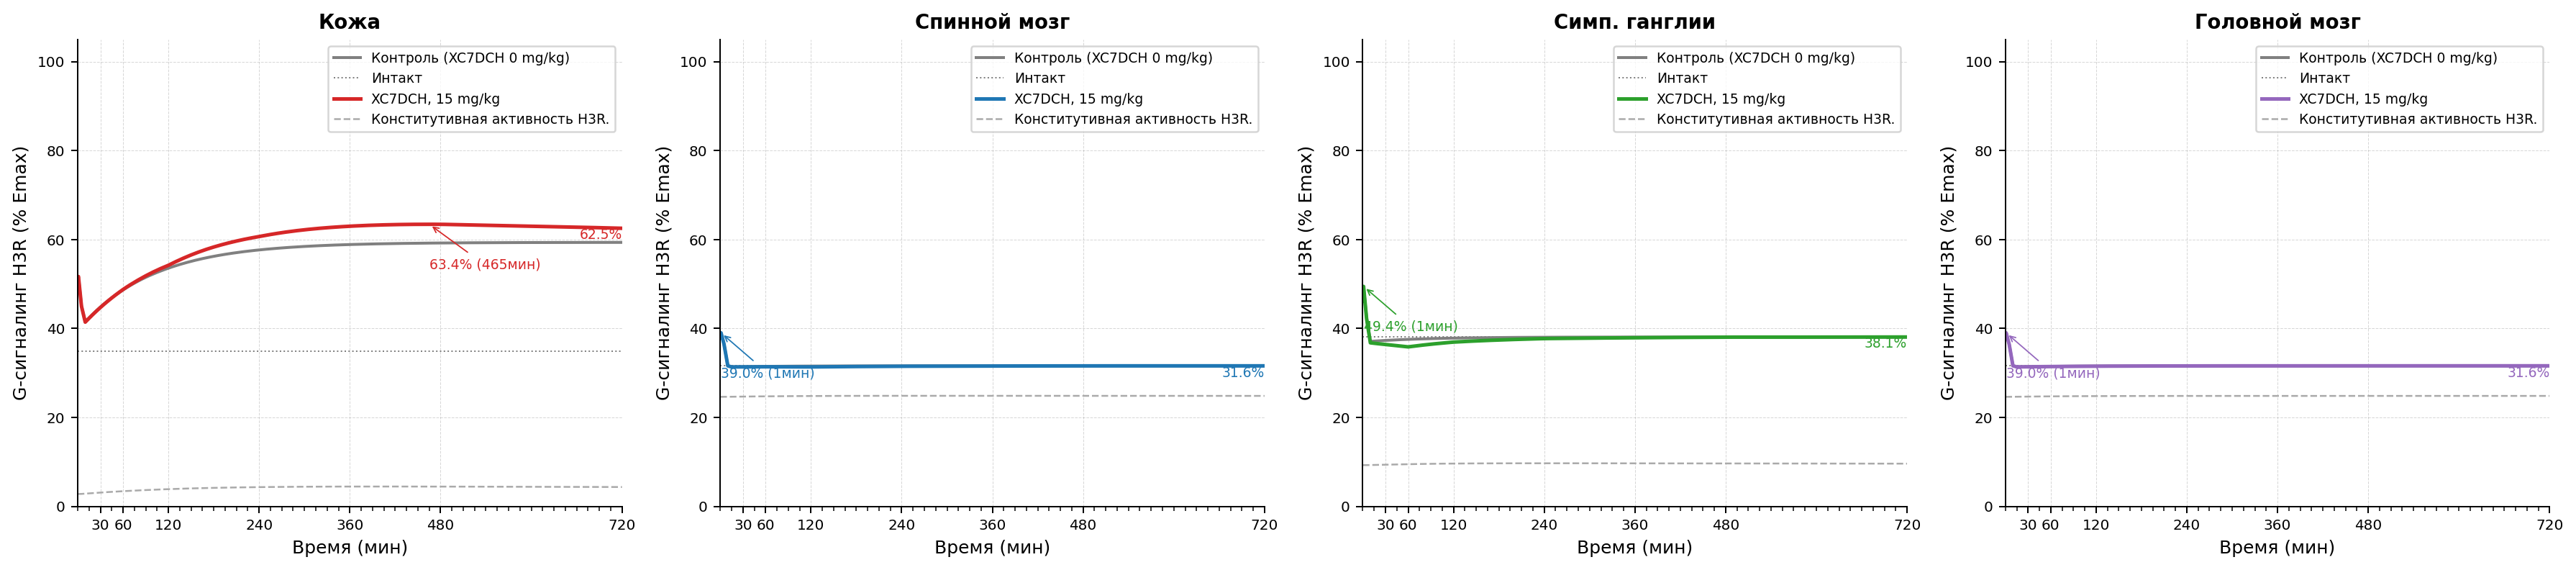 Кожа
G-сигналинг H3R (% Emax)
100
80
60
40
20
0
Контроль (XC7DCH 0 mg/kg)
Интакт
XC7DCH, 15 mg/kg
Конститутивная активность H3R.
62.5%
63.4% (465мин)
30 60 120 240 360 480 720
Время (мин)
Спинной мозг
G-сигналинг H3R (% Emax)
100
80
60
40
20
0
Контроль (XC7DCH 0 mg/kg)
Интакт
XC7DCH, 15 mg/kg
Конститутивная активность H3R.
39.0% (1мин)
31.6%
30 60 120 240 360 480 720
Время (мин)
Симп. ганглии
G-сигналинг H3R (% Emax)
100
80
60
40
20
0
Контроль (XC7DCH 0 mg/kg)
Интакт
XC7DCH, 15 mg/kg
Конститутивная активность H3R.
49.4% (1мин)
38.1%
30 60 120 240 360 480 720
Время (мин)
Головной мозг
G-сигналинг H3R (% Emax)
100
80
60
40
20
0
Контроль (XC7DCH 0 mg/kg)
Интакт
XC7DCH, 15 mg/kg
Конститутивная активность H3R.
39.0% (1мин)
31.6%
30 60 120 240 360 480 720
Время (мин)